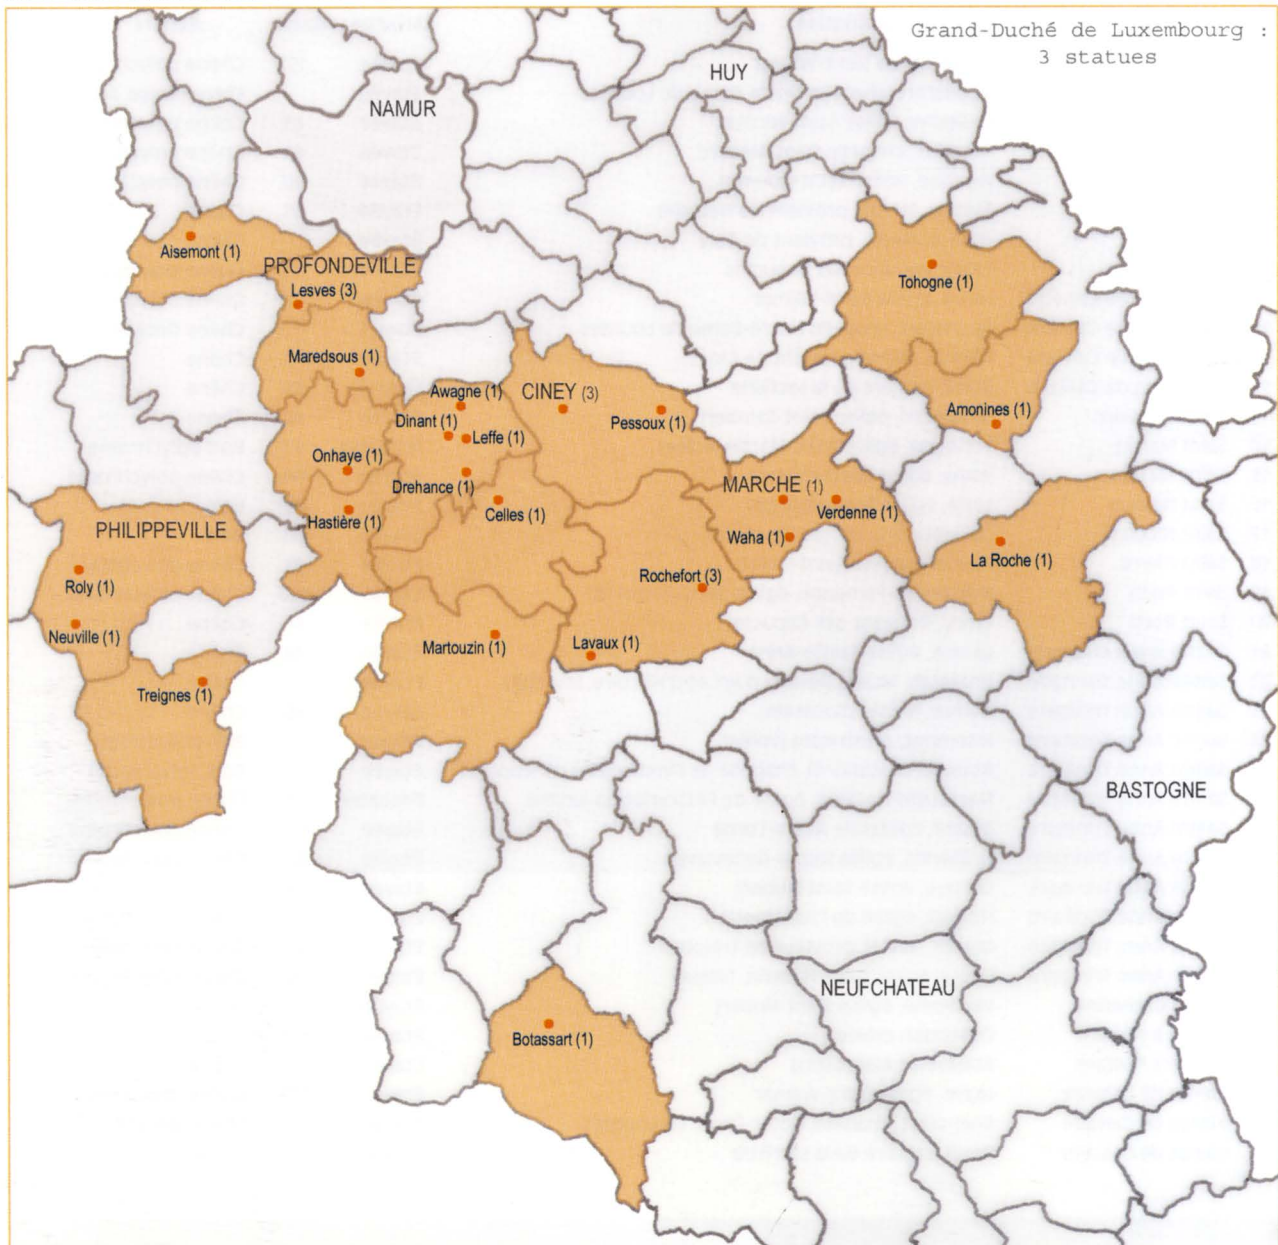 Grand-Duché de Luxembourg :
3 statues
HUY
NAMUR
Aisemont (1)
PROFONDEVILLE
Lesves (3)
Tohogne (1)
Maredsous (1)
Awagne (1)
CINEY (3)
Dinant (1)
Leffe (1)
Pessoux (1)
Amonines (1)
Onhaye (1)
Drehance (1)
MARCHE (1)
Hastière (1)
Celles (1)
Verdenne (1)
PHILIPPEVILLE
Waha (1)
La Roche (1)
Roly (1)
Rochefort (3)
Neuville (1)
Martouzin (1)
Lavaux (1)
Treignes (1)
BASTOGNE
NEUFCHATEAU
Botassart (1)